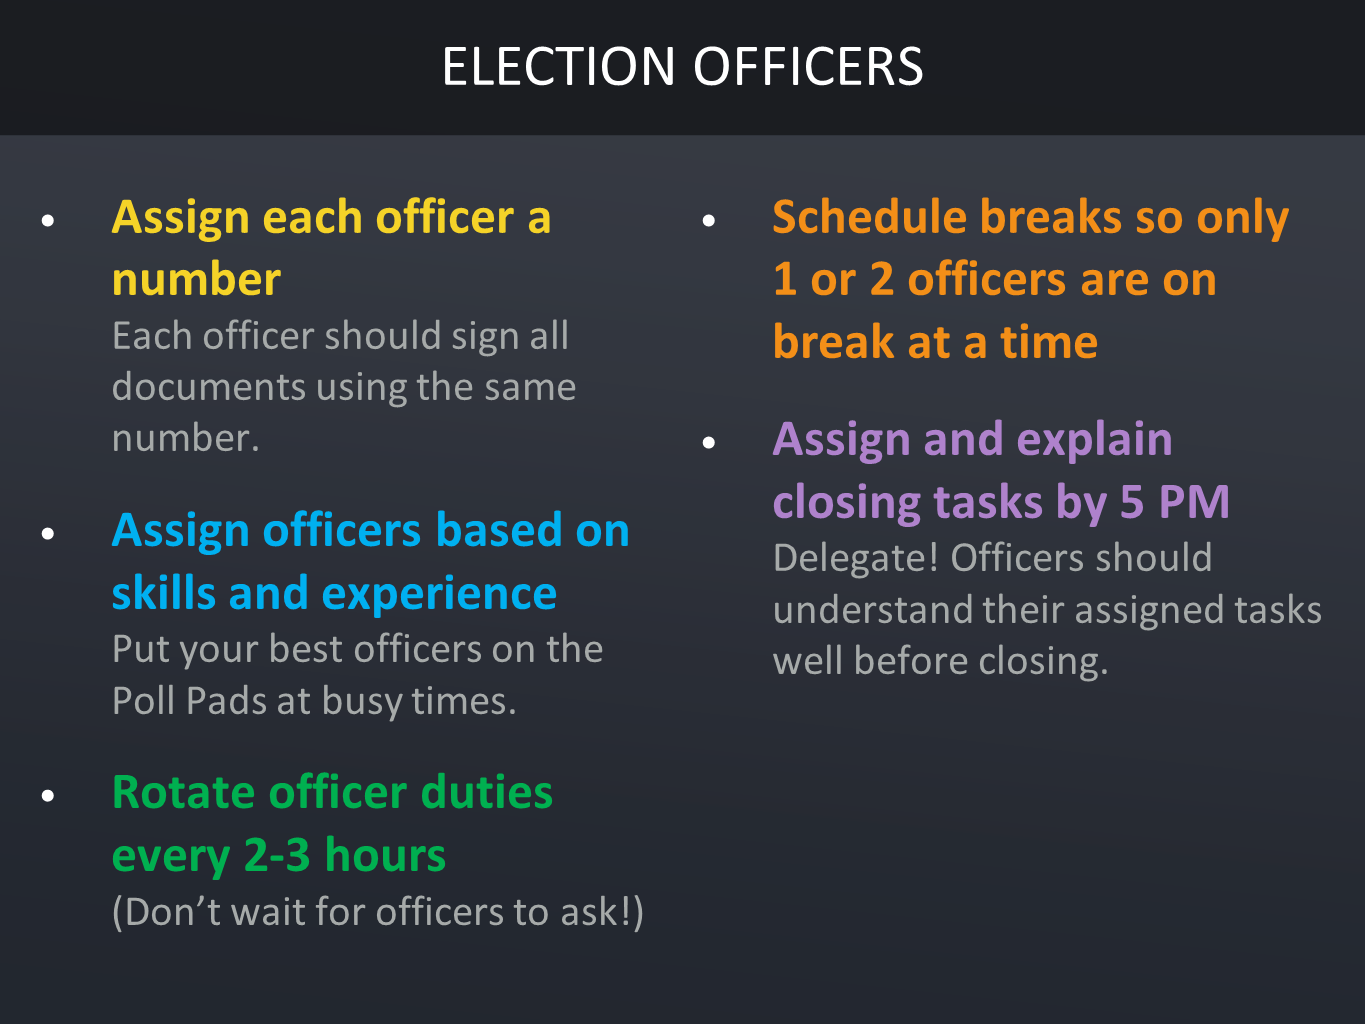 ELECTION OFFICERS
• Assign each officer a
number
Each officer should sign all
documents using the same
number.
• Assign officers based on
skills and experience
Put your best officers on the
Poll Pads at busy times.
• Rotate officer duties
every 2-3 hours
(Don’t wait for officers to ask!)
• Schedule breaks so only
1 or 2 officers are on
break at a time
• Assign and explain
closing tasks by 5 PM
Delegate! Officers should
understand their assigned tasks
well before closing.